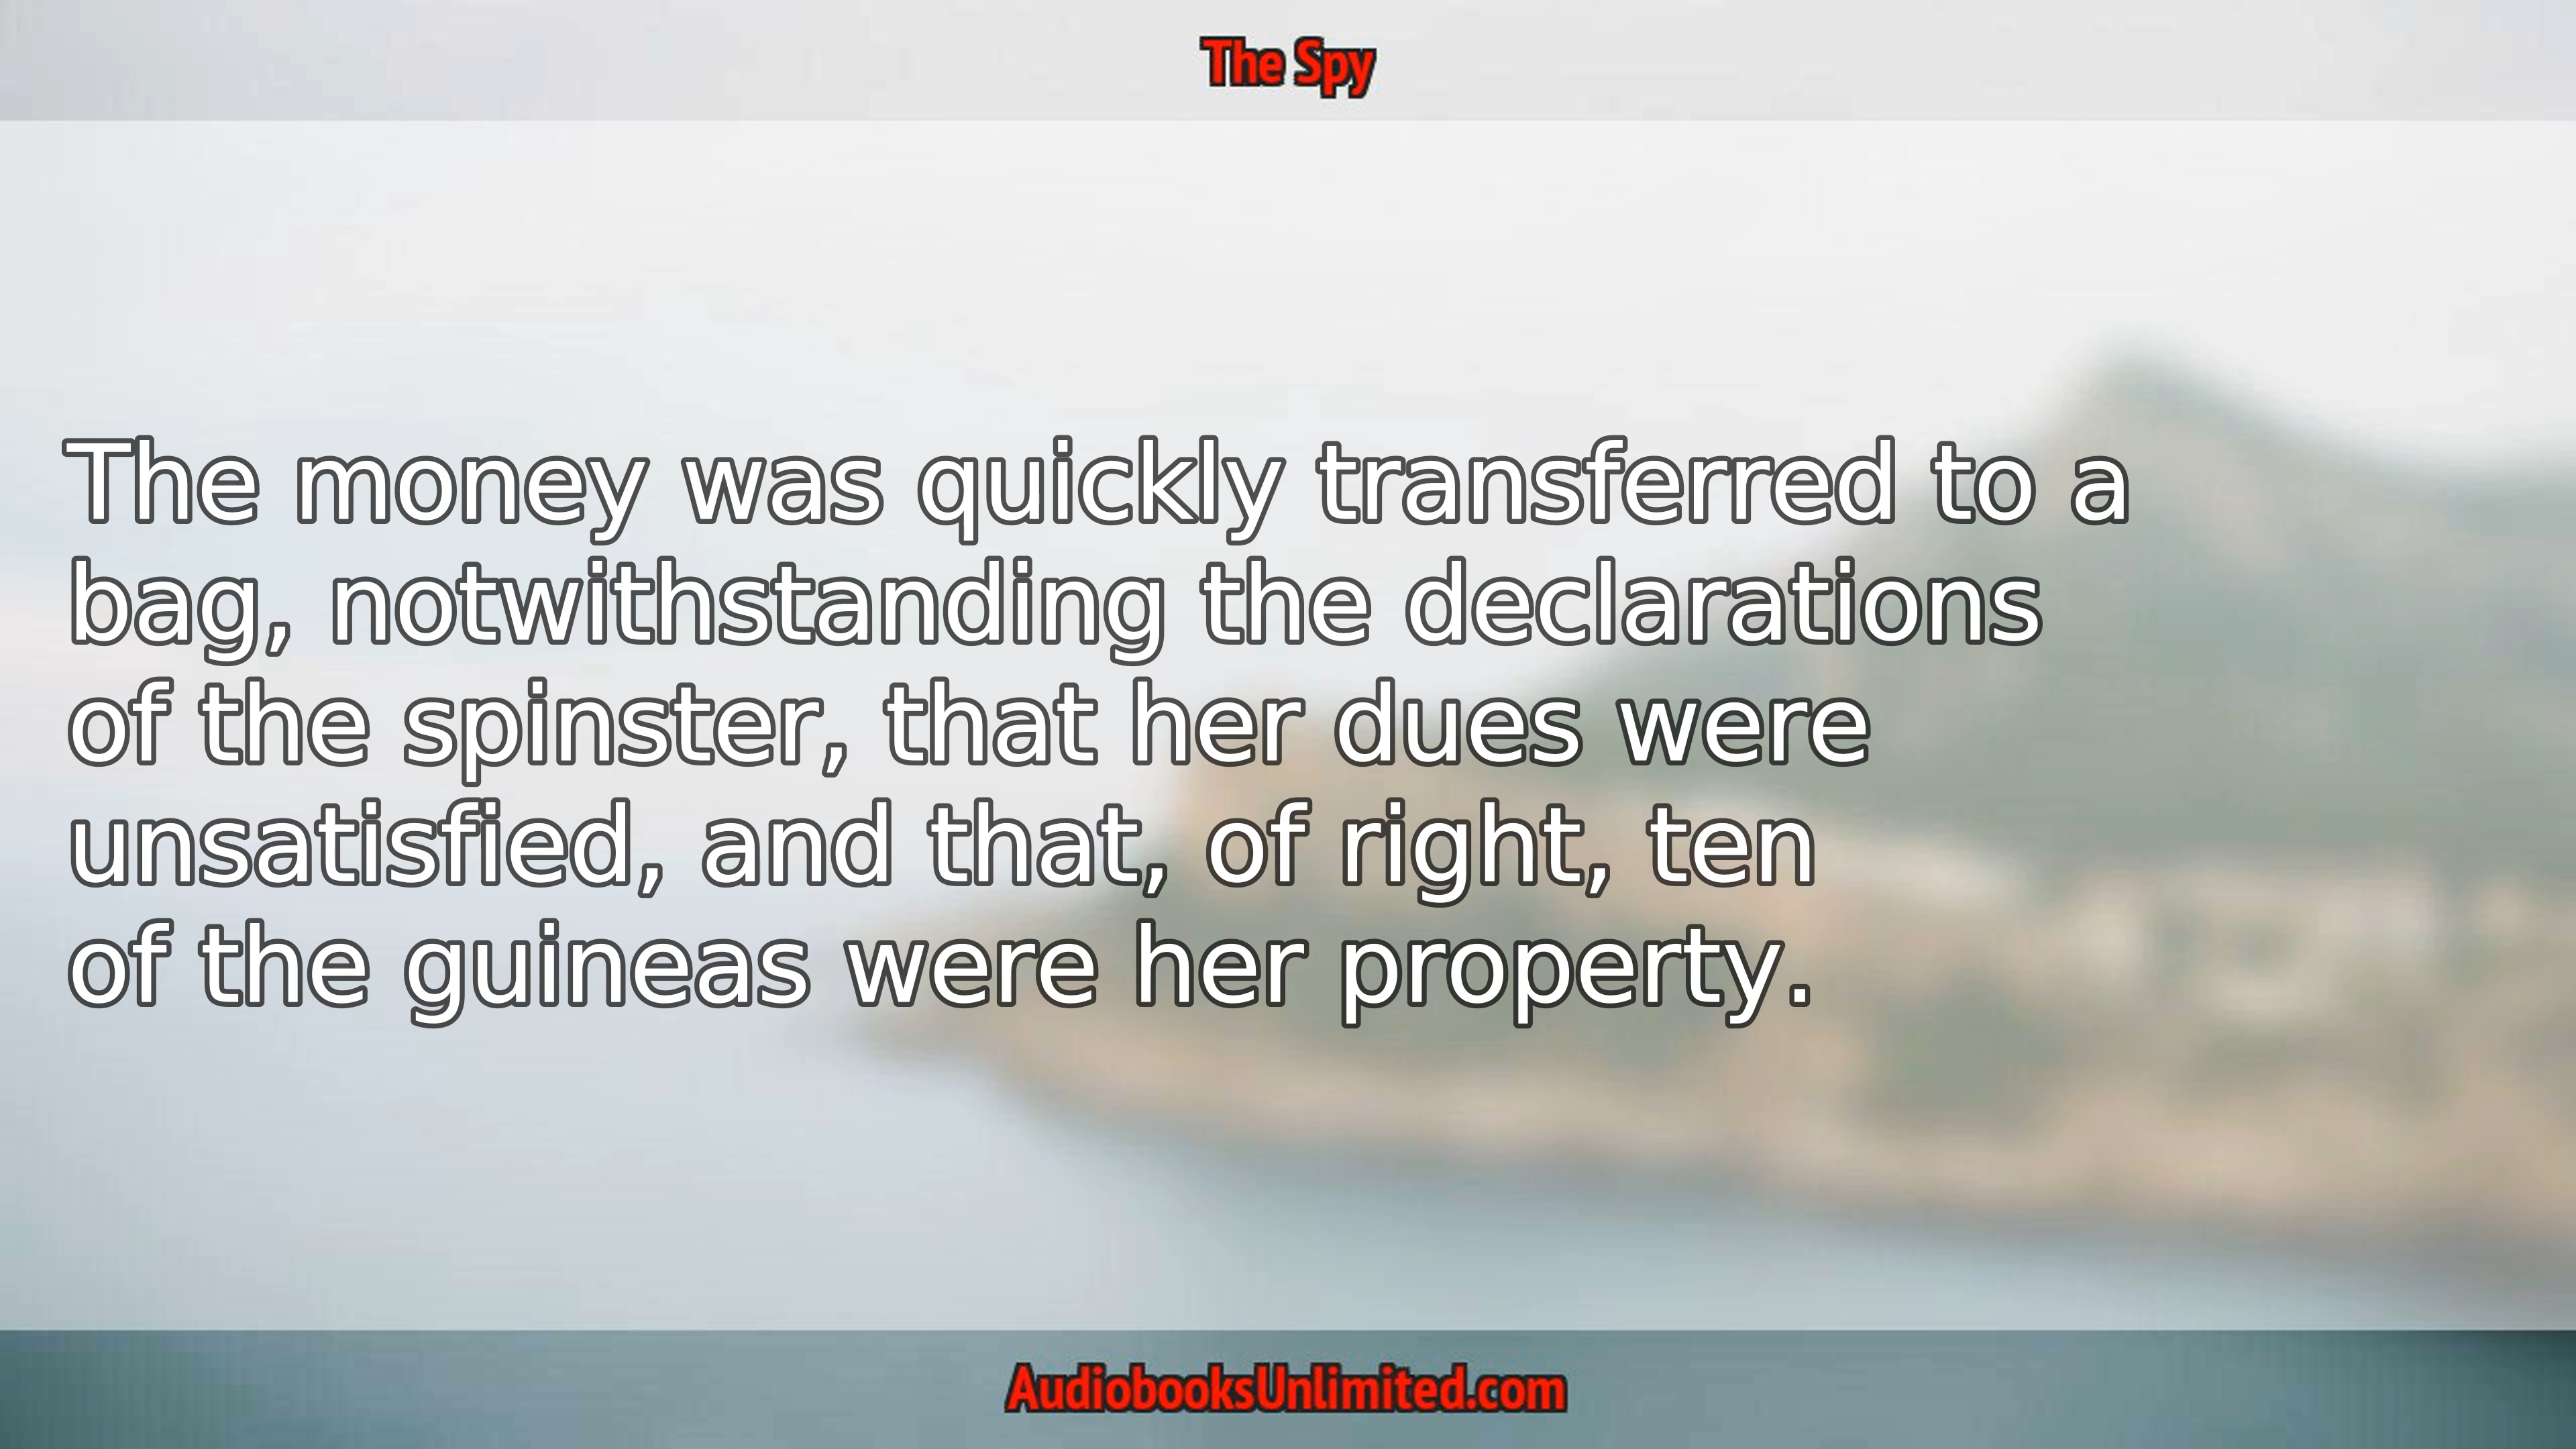 The Spy
The money was quickly transferred to a
bag, notwithstanding the declarations
of the spinster, that her dues were
unsatisfied, and that, of right, ten
of the guineas were her property.
AudiobooksUnlimited.com